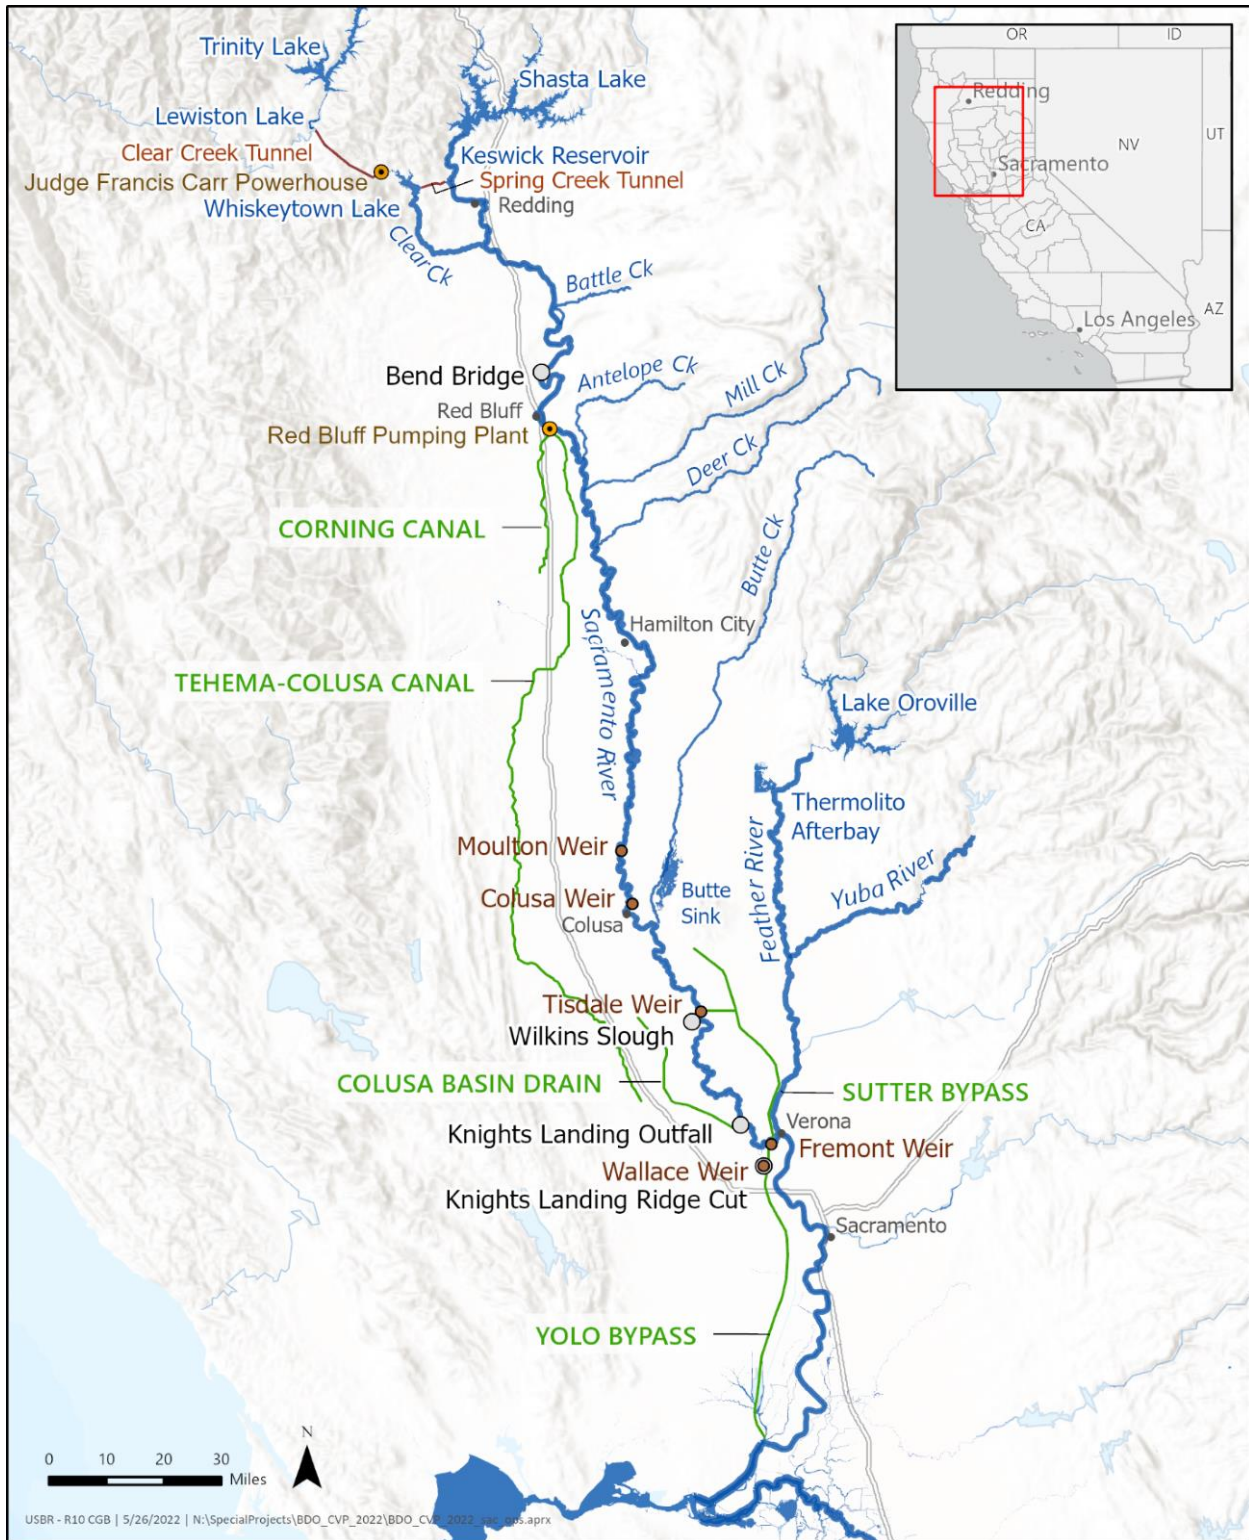 OR
ID
Trinity Lake
Shasta Lake
Redding
Lewiston Lake
Clear Creek Tunnel
Keswick Reservoir
NV
UT
Judge Francis Carr Powerhouse
Spring Creek Tunnel
Sacramento
Whiskeytown Lake
Redding
CA
Clear Ck
Battle Ck
AZ
Los Angeles
Bend Bridge
Antelope Ck
Mill Ck
Red Bluff
Red Bluff Pumping Plant
Deer Ck
CORNING CANAL
Butte Ck
Sacramento River
Hamilton City
TEHEMA-COLUSA CANAL
Lake Oroville
Thermolito
Afterbay
Moulton Weir
Feather River
Yuba River
Colusa Weir
Butte
Sink
Colusa
Tisdale Weir
Wilkins Slough
COLUSA BASIN DRAIN
SUTTER BYPASS
Verona
Knights Landing Outfall
Fremont Weir
Wallace Weir
Knights Landing Ridge Cut
Sacramento
YOLO BYPASS
N
0 10 20 30
Miles
USBR - R10 CGB | 5/26/2022 | N:\SpecialProjects\BDO_CVP_2022\BDO_CVP_2022_sac_ops.aprx